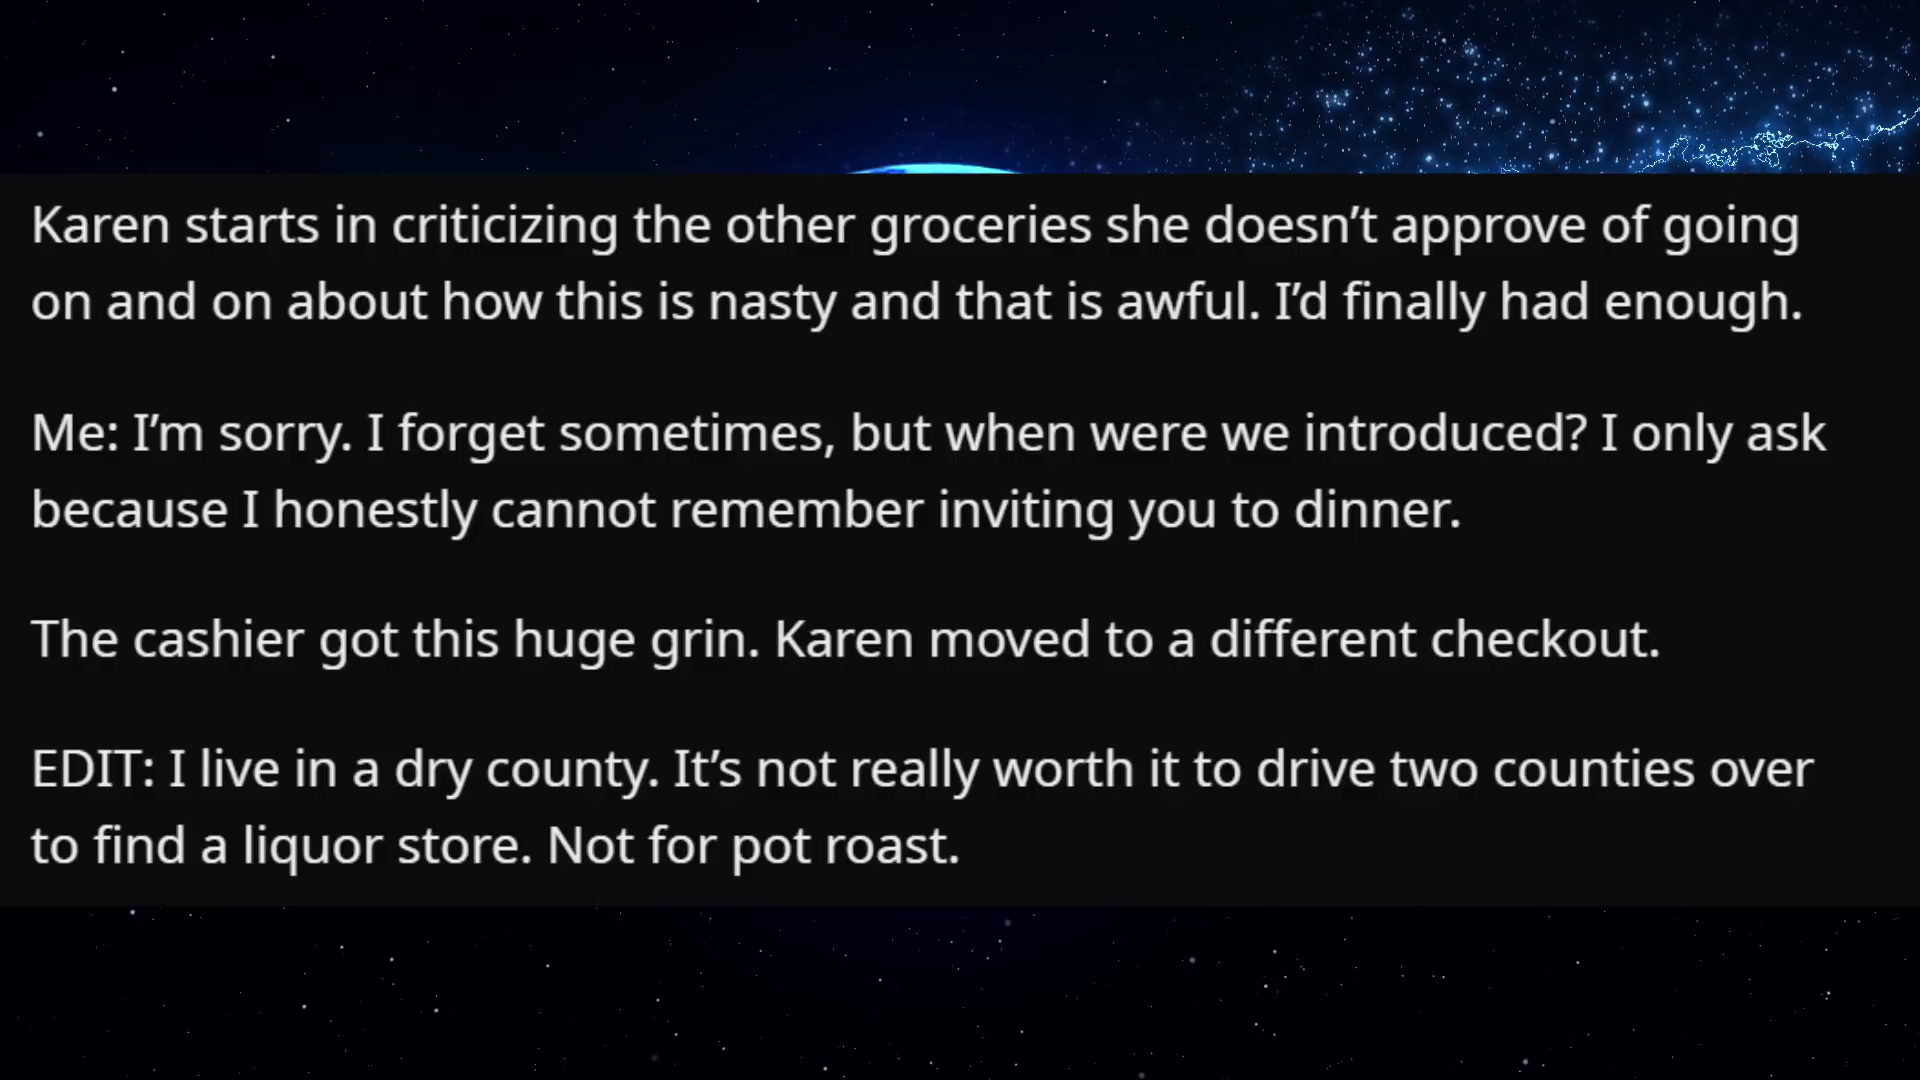 Karen starts in criticizing the other groceries she doesn’t approve of going
on and on about how this is nasty and that is awful. I’d finally had enough.
Me: I’m sorry. I forget sometimes, but when were we introduced? I only ask
because I honestly cannot remember inviting you to dinner.
The cashier got this huge grin. Karen moved to a different checkout.
EDIT: I live in a dry county. It’s not really worth it to drive two counties over
to find a liquor store. Not for pot roast.